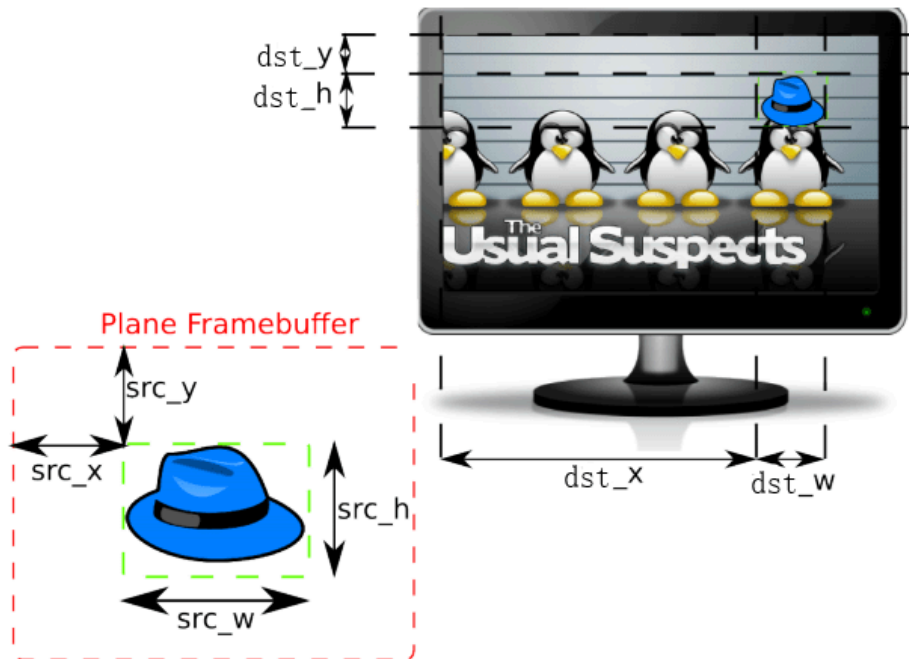 dst_y
dst_h
The
Usual Suspects
Plane Framebuffer
src_y
src_x
src_h
src_w
dst_x
dst_w